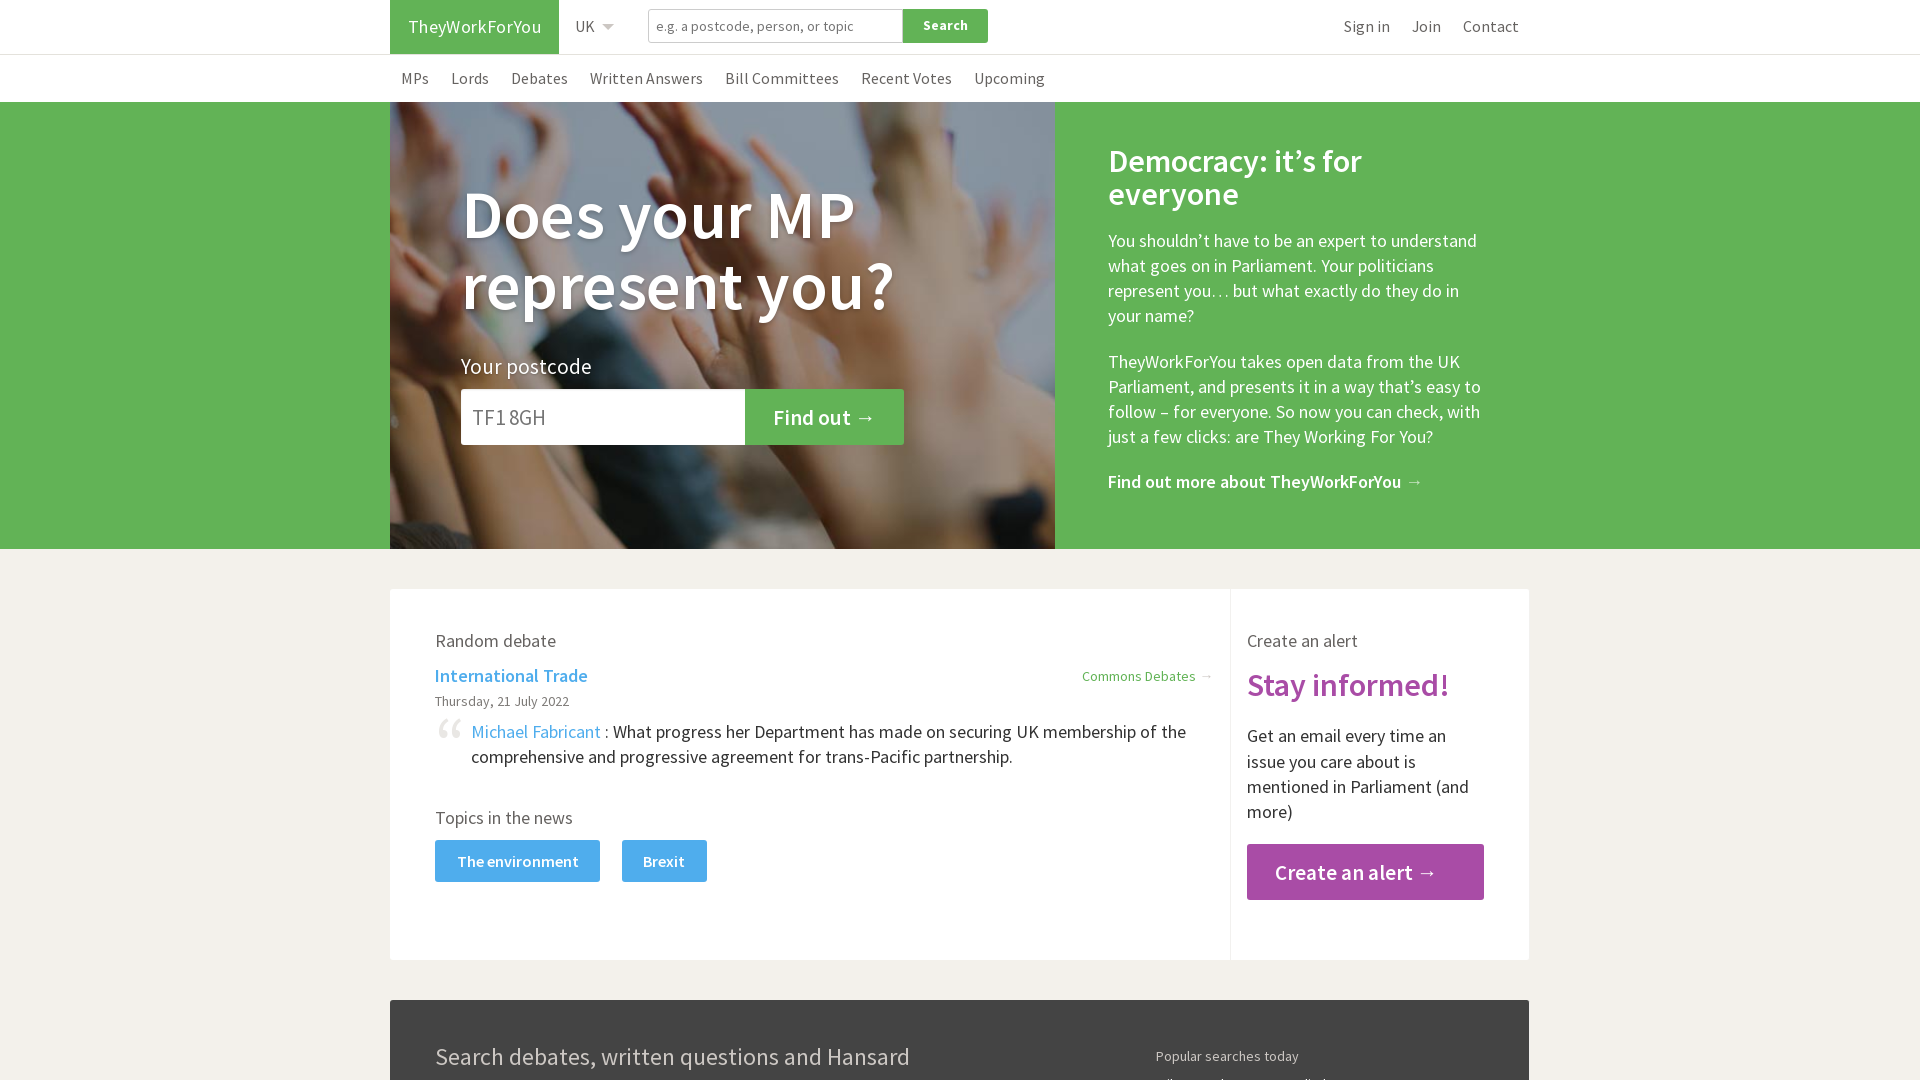 TheyWorkForYou
UK
e.g. a postcode, person, or topic
Search
Sign in
Join
Contact
MPs
Lords
Debates
Written Answers
Bill Committees
Recent Votes
Upcoming
Does your MP
represent you?
Your postcode
TF1 8GH
Find out →
Democracy: it’s for
everyone
You shouldn’t have to be an expert to understand
what goes on in Parliament. Your politicians
represent you… but what exactly do they do in
your name?
TheyWorkForYou takes open data from the UK
Parliament, and presents it in a way that’s easy to
follow – for everyone. So now you can check, with
just a few clicks: are They Working For You?
Find out more about TheyWorkForYou →
Random debate
International Trade
Commons Debates →
Thursday, 21 July 2022
“ Michael Fabricant : What progress her Department has made on securing UK membership of the
comprehensive and progressive agreement for trans-Pacific partnership.
Topics in the news
The environment
Brexit
Create an alert
Stay informed!
Get an email every time an
issue you care about is
mentioned in Parliament (and
more)
Create an alert →
Search debates, written questions and Hansard
Popular searches today